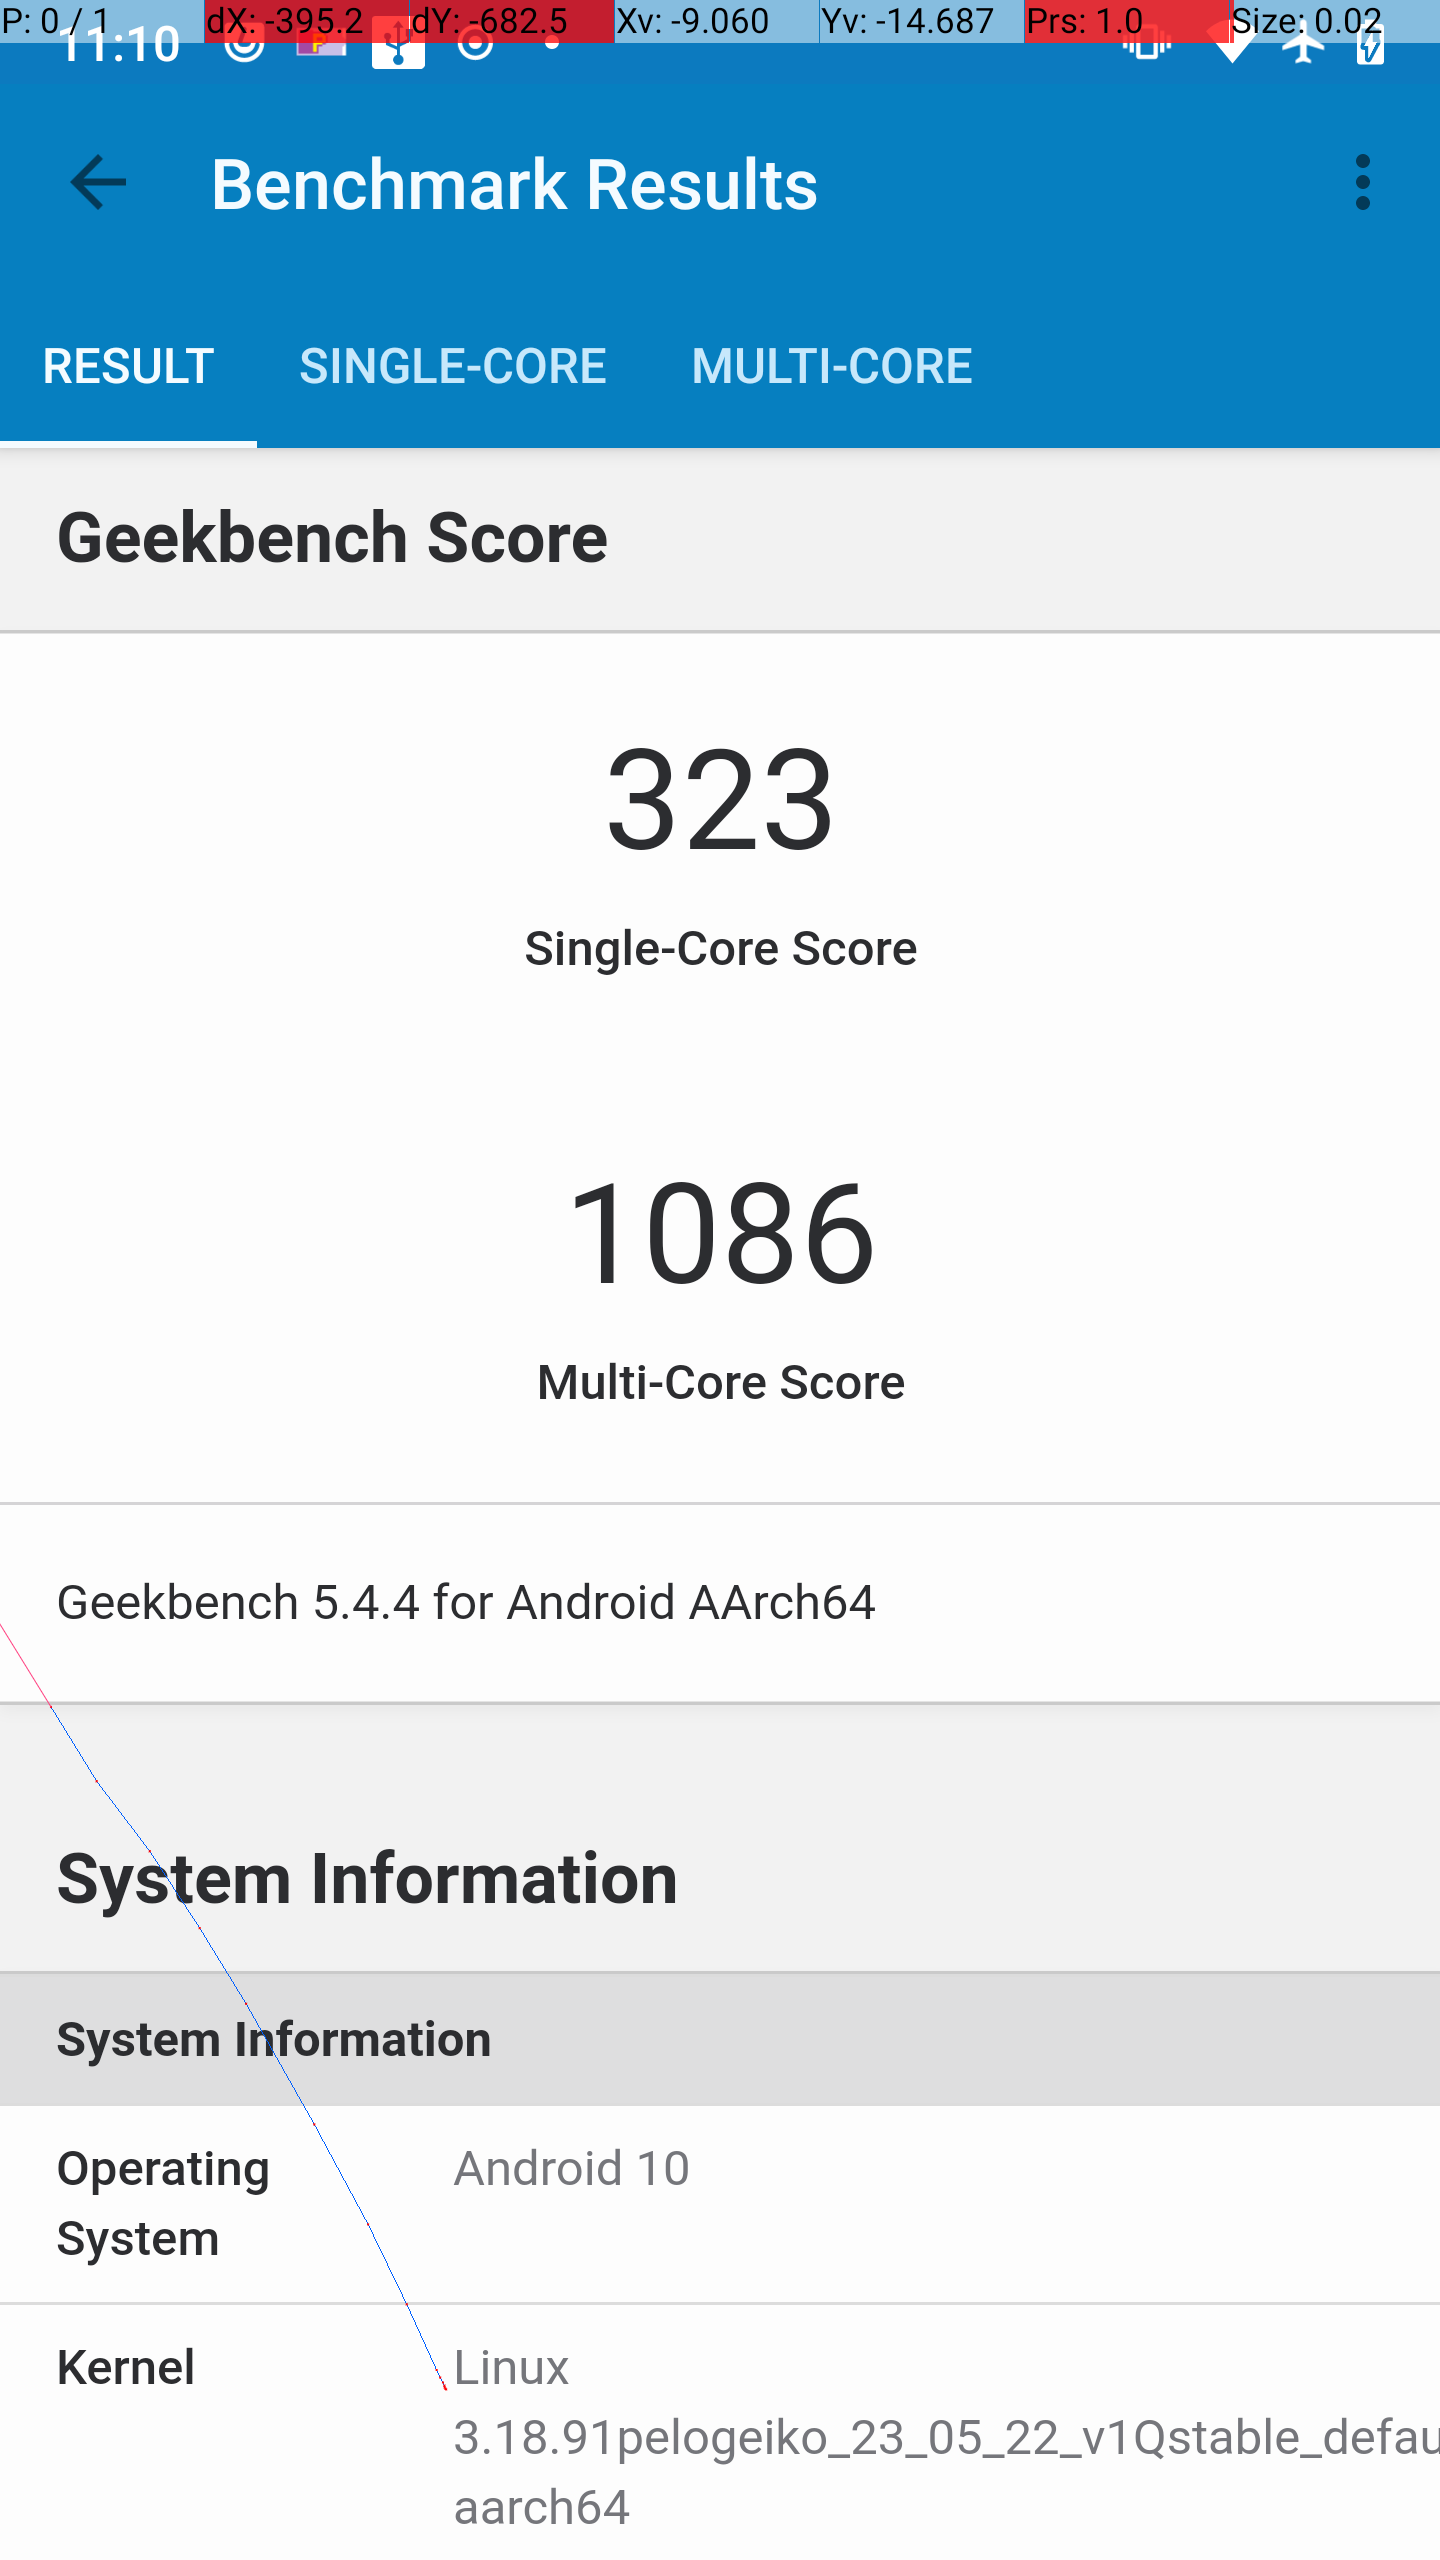 P: 0 / 1 dX: -395.2 dY: -682.5 Xv: -9.060 Yv: -14.687 Prs: 1.0 Size: 0.02
11:10
Benchmark Results
RESULT SINGLE-CORE MULTI-CORE
Geekbench Score
323
Single-Core Score
1086
Multi-Core Score
Geekbench 5.4.4 for Android AArch64
System Information
System Information
Operating Android 10
System
Kernel Linux
3.18.91pelogeiko_23_05_22_v1Qstable_defau
aarch64